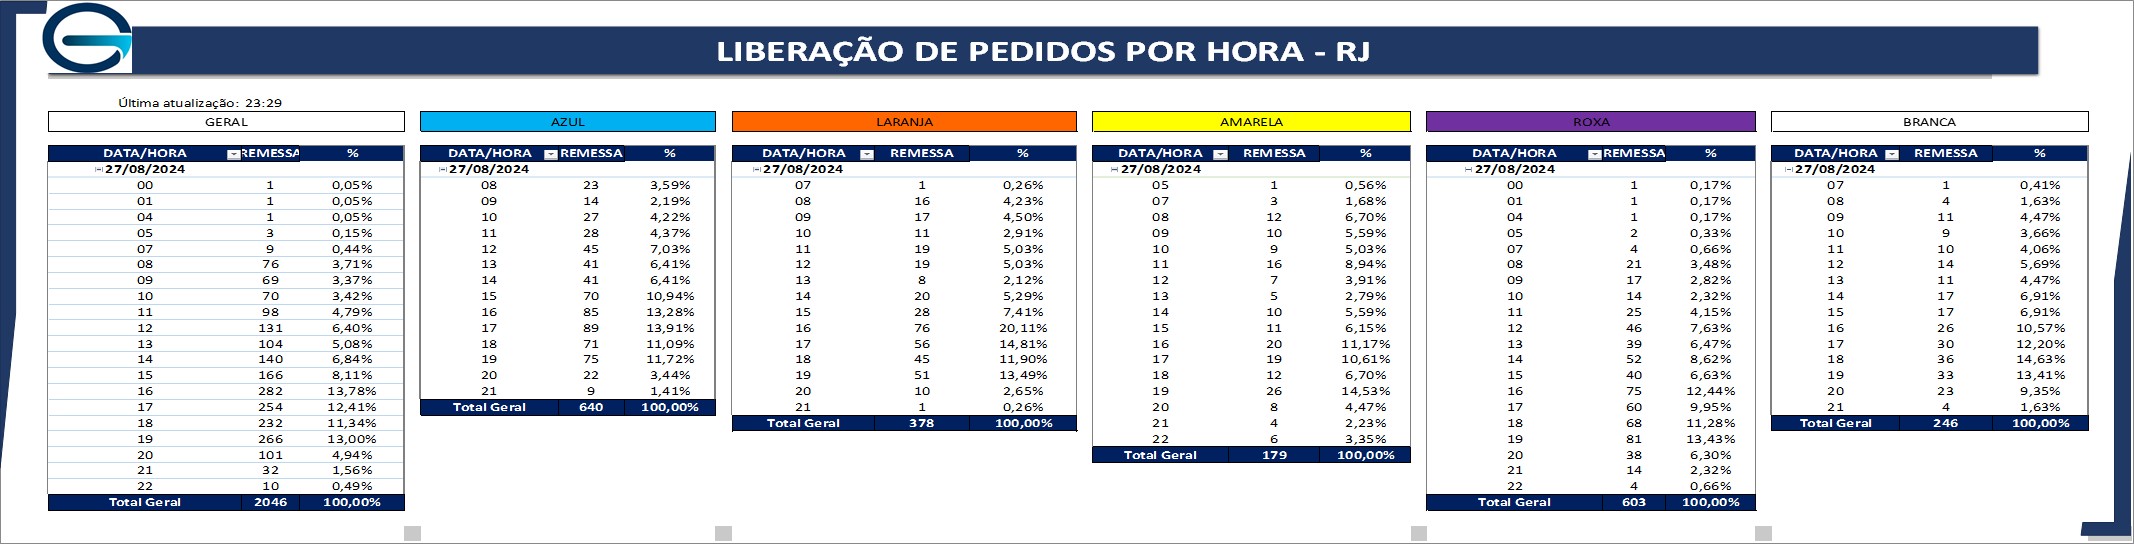 LIBERAÇÃO DE PEDIDOS POR HORA - RJ
Última atualização: 23:29
GERAL
DATA/HORA REMESSA %
27/08/2024
00 1 0,05%
01 1 0,05%
04 1 0,05%
05 3 0,15%
07 9 0,44%
08 76 3,71%
09 69 3,37%
10 70 3,42%
11 98 4,79%
12 131 6,40%
13 104 5,08%
14 140 6,84%
15 166 8,11%
16 282 13,78%
17 254 12,41%
18 232 11,34%
19 266 13,00%
20 101 4,94%
21 32 1,56%
22 10 0,49%
Total Geral 2046 100,00%
AZUL
DATA/HORA REMESSA %
27/08/2024
08 23 3,59%
09 14 2,19%
10 27 4,22%
11 28 4,37%
12 45 7,03%
13 41 6,41%
14 41 6,41%
15 70 10,94%
16 85 13,28%
17 89 13,91%
18 71 11,09%
19 75 11,72%
20 22 3,44%
21 9 1,41%
Total Geral 640 100,00%
LARANJA
DATA/HORA REMESSA %
27/08/2024
07 1 0,26%
08 16 4,23%
09 17 4,50%
10 11 2,91%
11 19 5,03%
12 19 5,03%
13 8 2,12%
14 20 5,29%
15 28 7,41%
16 76 20,11%
17 56 14,81%
18 45 11,90%
19 51 13,49%
20 10 2,65%
21 1 0,26%
Total Geral 378 100,00%
AMARELA
DATA/HORA REMESSA %
27/08/2024
05 1 0,56%
07 3 1,68%
08 12 6,70%
09 10 5,59%
10 9 5,03%
11 16 8,94%
12 7 3,91%
13 5 2,79%
14 10 5,59%
15 11 6,15%
16 20 11,17%
17 19 10,61%
18 12 6,70%
19 26 14,53%
20 8 4,47%
21 4 2,23%
22 6 3,35%
Total Geral 179 100,00%
ROXA
DATA/HORA REMESSA %
27/08/2024
00 1 0,17%
01 1 0,17%
04 1 0,17%
05 2 0,33%
07 4 0,66%
08 21 3,48%
09 17 2,82%
10 14 2,32%
11 25 4,15%
12 46 7,63%
13 39 6,47%
14 52 8,62%
15 40 6,63%
16 75 12,44%
17 60 9,95%
18 68 11,28%
19 81 13,43%
20 38 6,30%
21 14 2,32%
22 4 0,66%
Total Geral 603 100,00%
BRANCA
DATA/HORA REMESSA %
27/08/2024
07 1 0,41%
08 4 1,63%
09 11 4,47%
10 9 3,66%
11 10 4,06%
12 14 5,69%
13 11 4,47%
14 17 6,91%
15 17 6,91%
16 26 10,57%
17 30 12,20%
18 36 14,63%
19 33 13,41%
20 23 9,35%
21 4 1,63%
Total Geral 246 100,00%